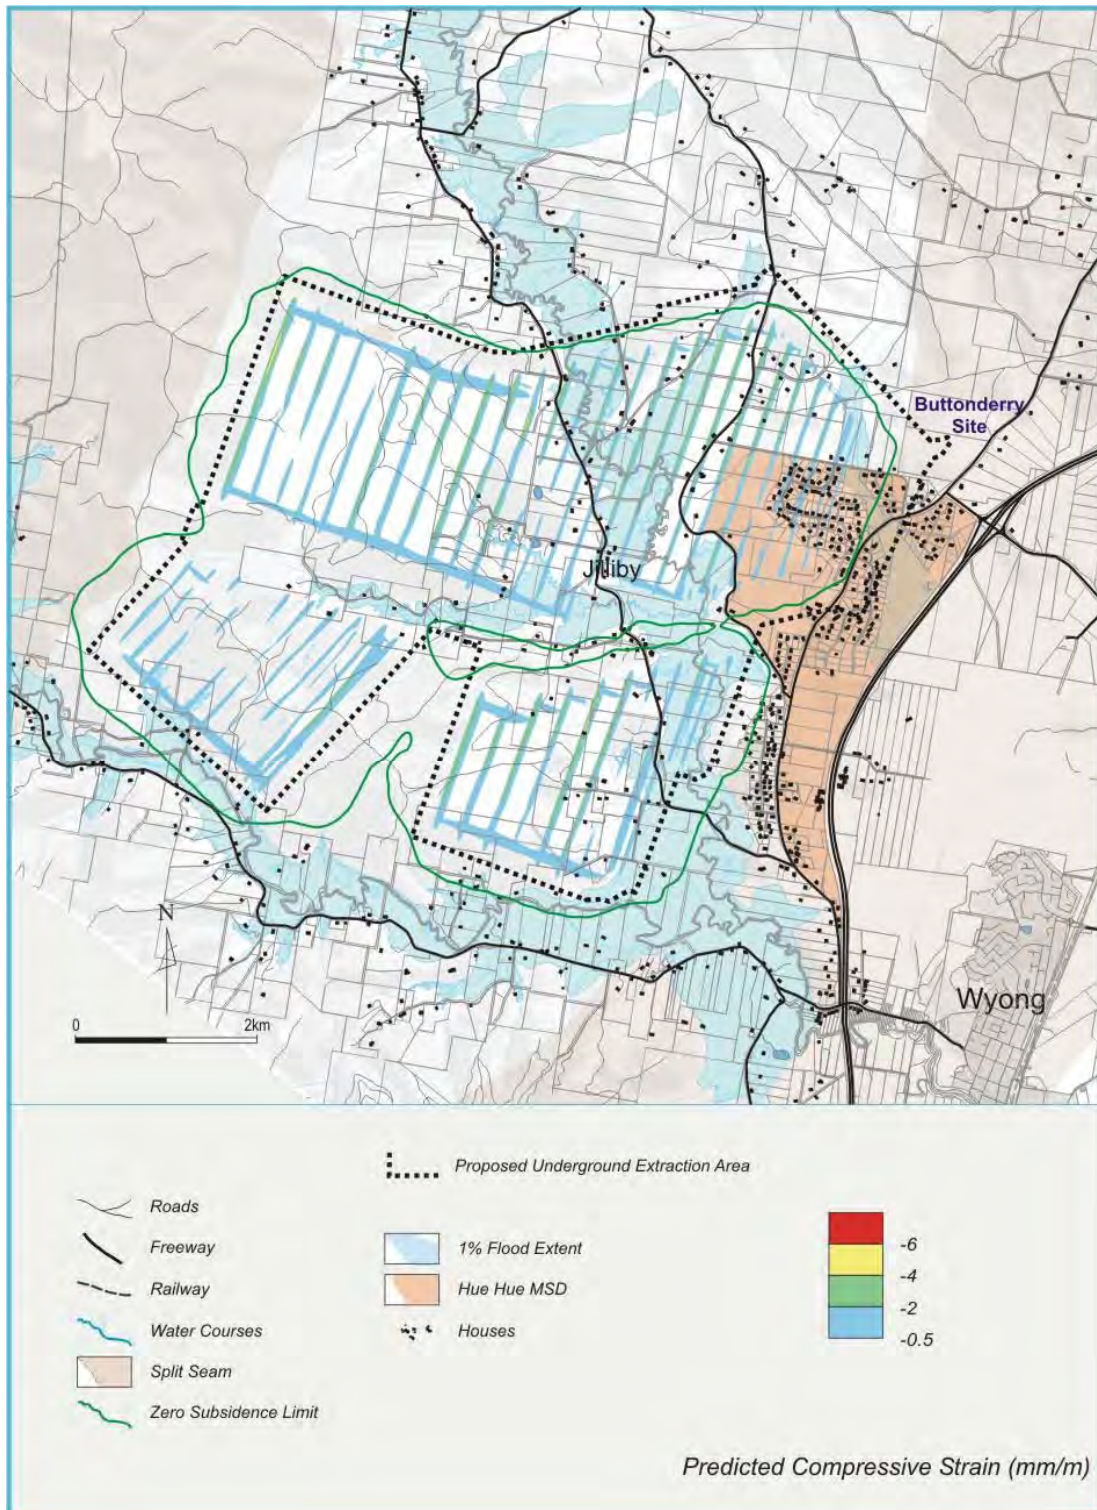 Buttonderry
Site
Jilliby
N
0 2km
Wyong
Proposed Underground Extraction Area
Roads
Freeway
Railway
Water Courses
Split Seam
Zero Subsidence Limit
1% Flood Extent
Hue Hue MSD
Houses
-6
-4
-2
-0.5
Predicted Compressive Strain (mm/m)